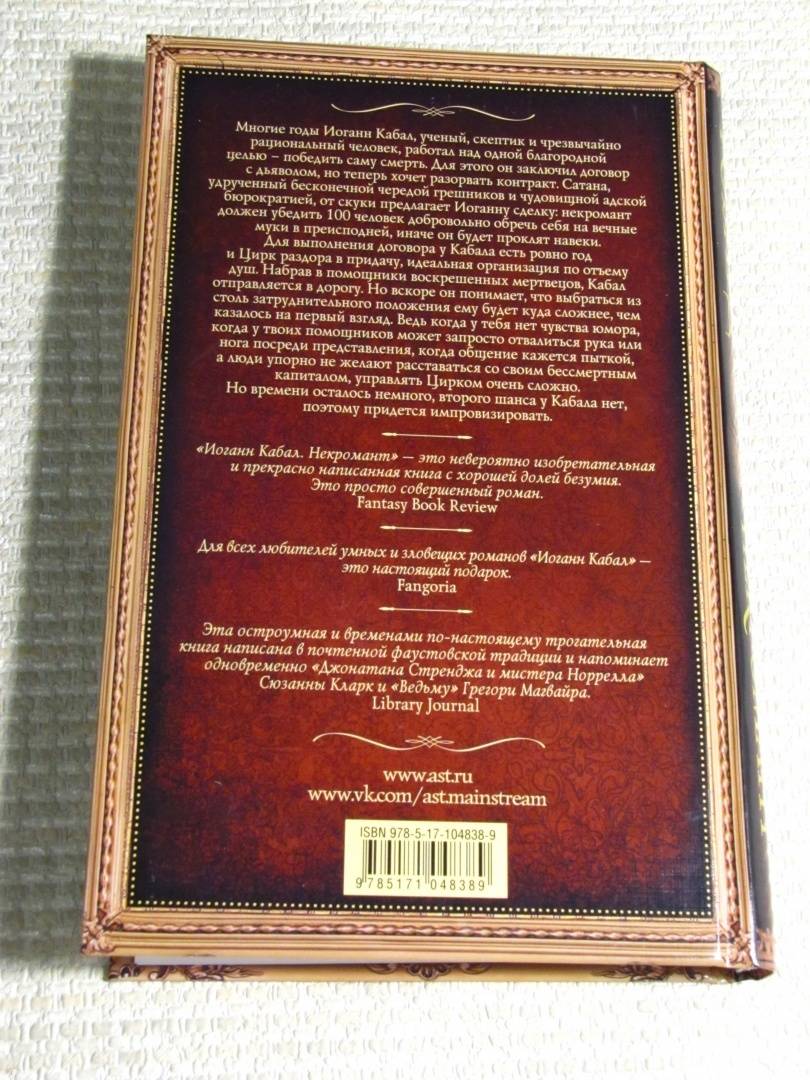 Многие годы Иоганн Кабал, ученый, скептик и чрезвычайно
рациональный человек, работал над одной благородной
целью – победить саму смерть. Для этого он заключил договор
с дьяволом, но теперь хочет разорвать контракт. Сатана,
удрученный бесконечной чередой грешников и чудовищной адской
бюрократией, от скуки предлагает Иоганну сделку: некромант
должен убедить 100 человек добровольно обречь себя на вечные
муки в преисподней, иначе он будет проклят навеки.
Для выполнения договора у Кабала есть ровно год
и Цирк раздора в придачу, идеальная организация по отъему
душ. Набрав в помощники воскрешенных мертвецов, Кабал
отправляется в дорогу. Но вскоре он понимает, что выбраться из
столь затруднительного положения ему будет куда сложнее, чем
казалось на первый взгляд. Ведь когда у тебя нет чувства юмора,
когда у твоих помощников может запросто отвалиться рука или
нога посреди представления, когда общение кажется пыткой,
а люди упорно не желают расставаться со своим бессмертным
капиталом, управлять Цирком очень сложно.
Но времени осталось немного, второго шанса у Кабала нет,
поэтому придется импровизировать.
«Иоганн Кабал. Некромант» — это невероятно изобретательная
и прекрасно написанная книга с хорошей долей безумия.
Это просто совершенный роман.
Fantasy Book Review
Для всех любителей умных и зловещих романов «Иоганн Кабал» —
это настоящий подарок.
Fangoria
Эта остроумная и временами по-настоящему трогательная
книга написана в почтенной фаустовской традиции и напоминает
одновременно «Джонатана Стренджа и мистера Норрелла»
Сюзанны Кларк и «Ведьму» Грегори Магвайра.
Library Journal
www.ast.ru
www.vk.com/ast.mainstream
ISBN 978-5-17-104838-9
9 785171 048389